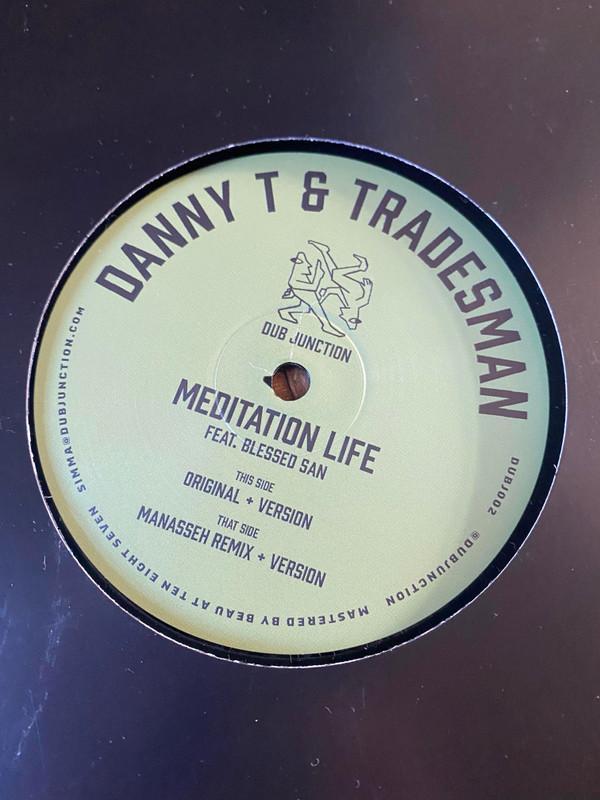 DANNY T & TRADESMAN
DUB JUNCTION
MEDITATION LIFE
FEAT. BLESSED SAN
THIS SIDE
ORIGINAL + VERSION
THAT SIDE
MANASSEH REMIX + VERSION
DUBJ002
@DUBJUNCTION
MASTERED BY BEAU AT TEN EIGHT SEVEN
SIMMA@DUBJUNCTION.COM